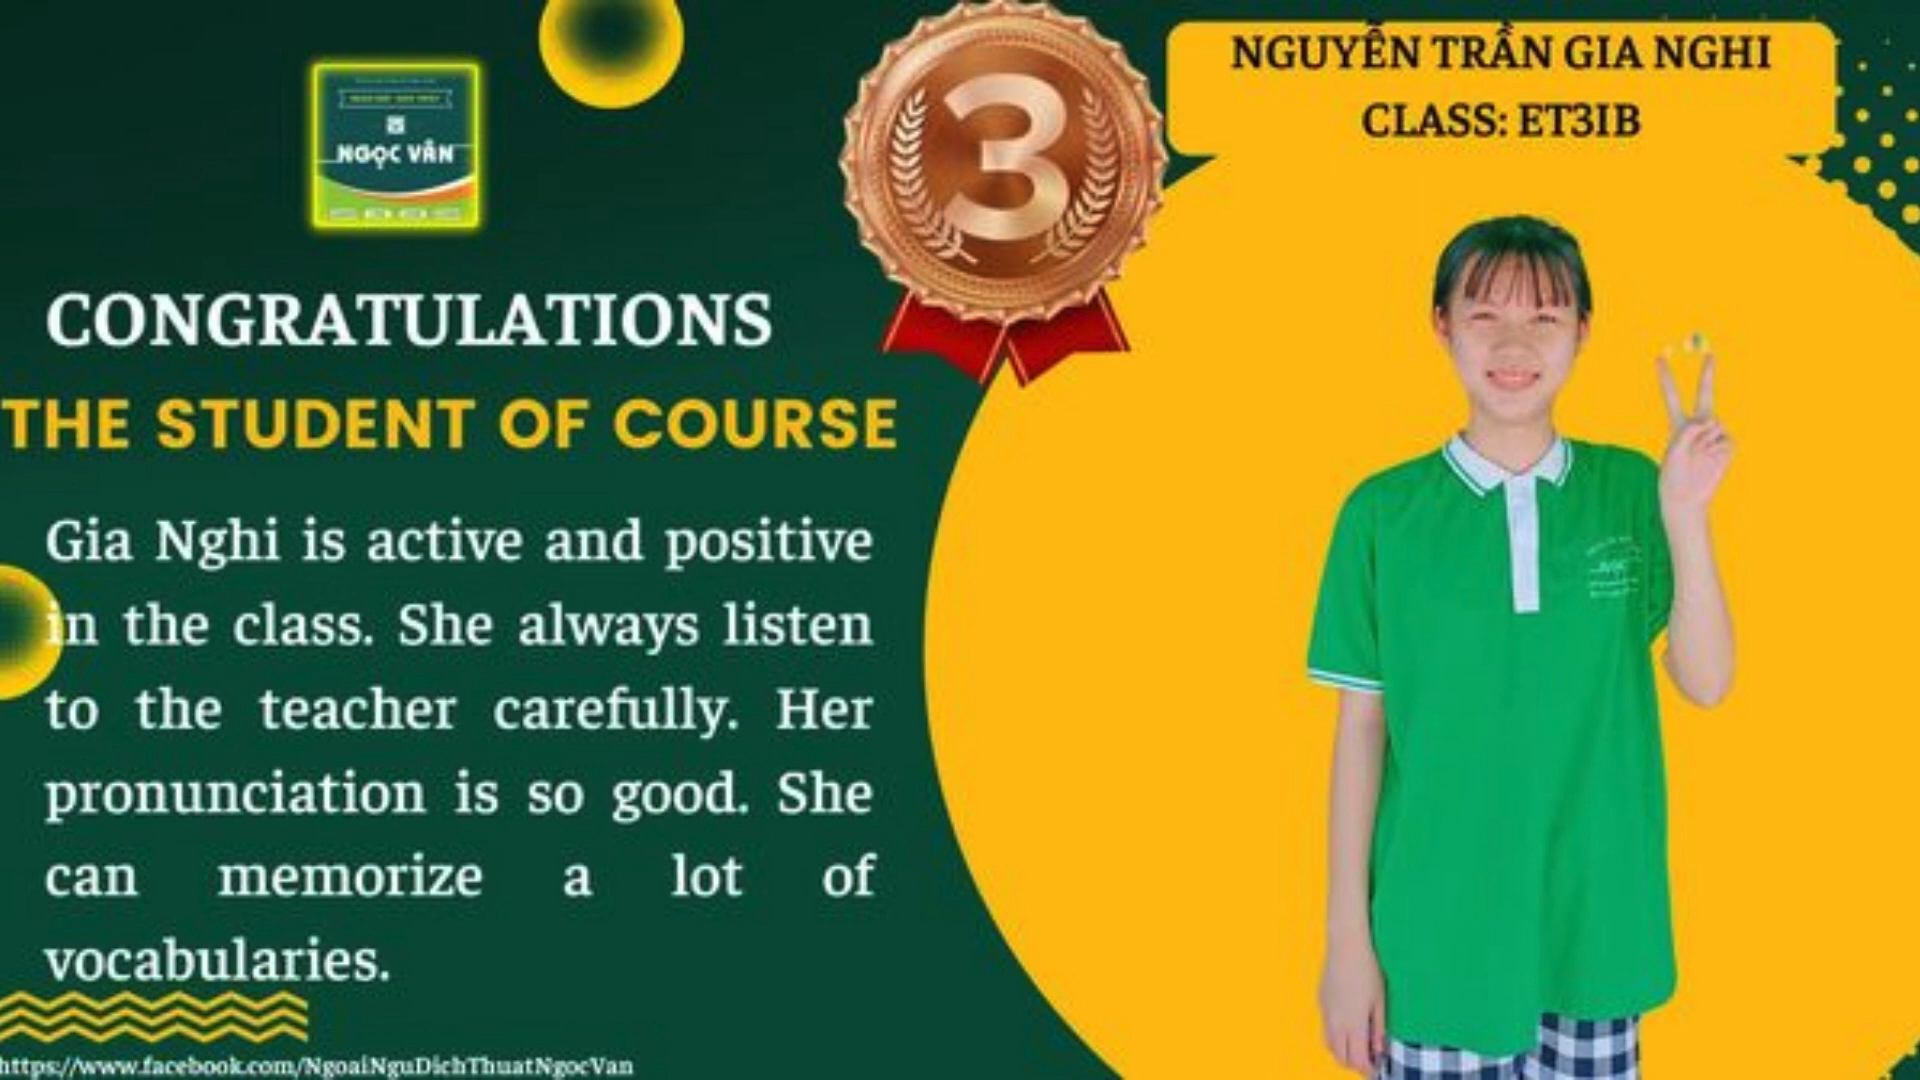 NGỌC VÂN
3
NGUYỄN TRẦN GIA NGHI
CLASS: ET3IB
CONGRATULATIONS
THE STUDENT OF COURSE
Gia Nghi is active and positive
in the class. She always listen
to the teacher carefully. Her
pronunciation is so good. She
can memorize a lot of
vocabularies.
https://www.facebook.com/NgoaiNguDichThuatNgocVan